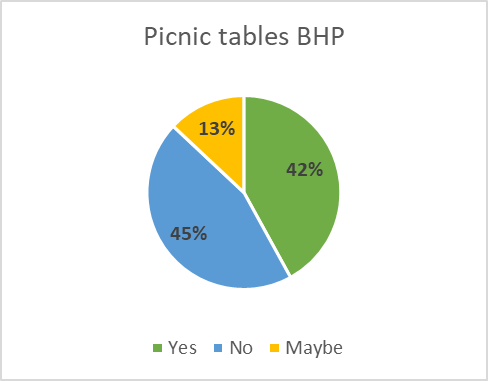 Picnic tables BHP
13%
42%
45%
Yes No Maybe